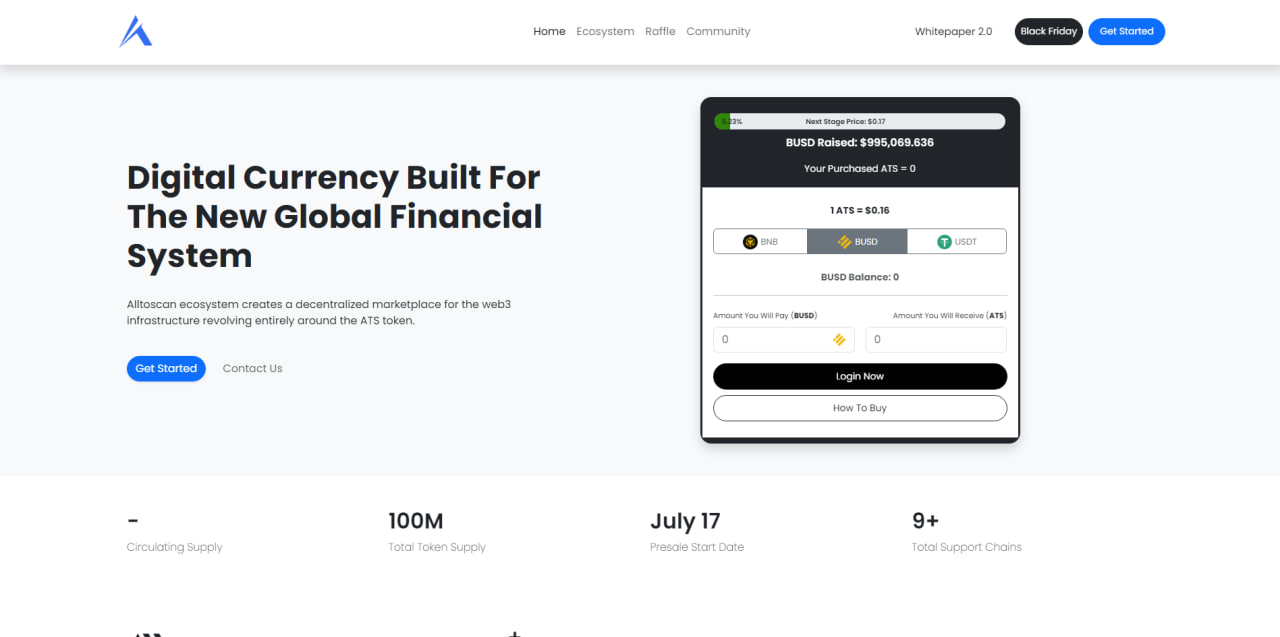 Home Ecosystem Raffle Community Whitepaper 2.0 Black Friday Get Started
Digital Currency Built For
The New Global Financial
System
Alltoscan ecosystem creates a decentralized marketplace for the web3
infrastructure revolving entirely around the ATS token.
Get Started Contact Us
5.23% Next Stage Price: $0.17
BUSD Raised: $995,069.636
Your Purchased ATS = 0
1 ATS = $0.16
BNB BUSD USDT
BUSD Balance: 0
Amount You Will Pay (BUSD) Amount You Will Receive (ATS)
0 0
Login Now
How To Buy
- 100M July 17 9+
Circulating Supply Total Token Supply Presale Start Date Total Support Chains